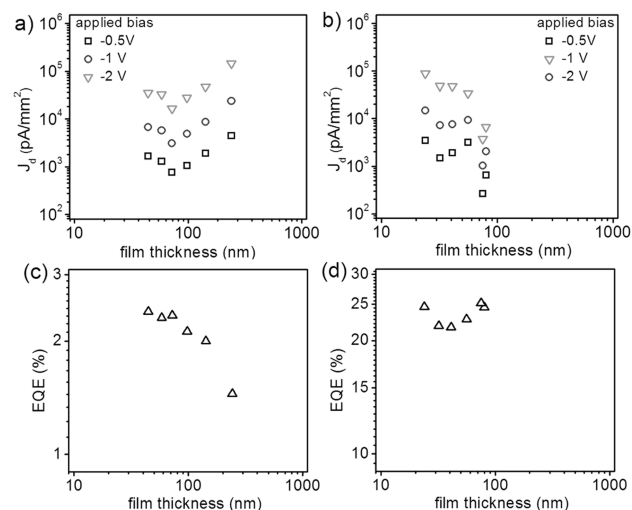 a)
applied bias
-0.5V
-1 V
-2 V
10^6
10^5
10^4
10^3
10^2
J_d (pA/mm^2)
10 100 1000
film thickness (nm)
b)
applied bias
-0.5V
-1 V
-2 V
10^6
10^5
10^4
10^3
10^2
J_d (pA/mm^2)
10 100 1000
film thickness (nm)
(c)
3
2
1
EQE (%)
10 100 1000
film thickness (nm)
(d)
30
25
20
15
10
EQE (%)
10 100 1000
film thickness (nm)